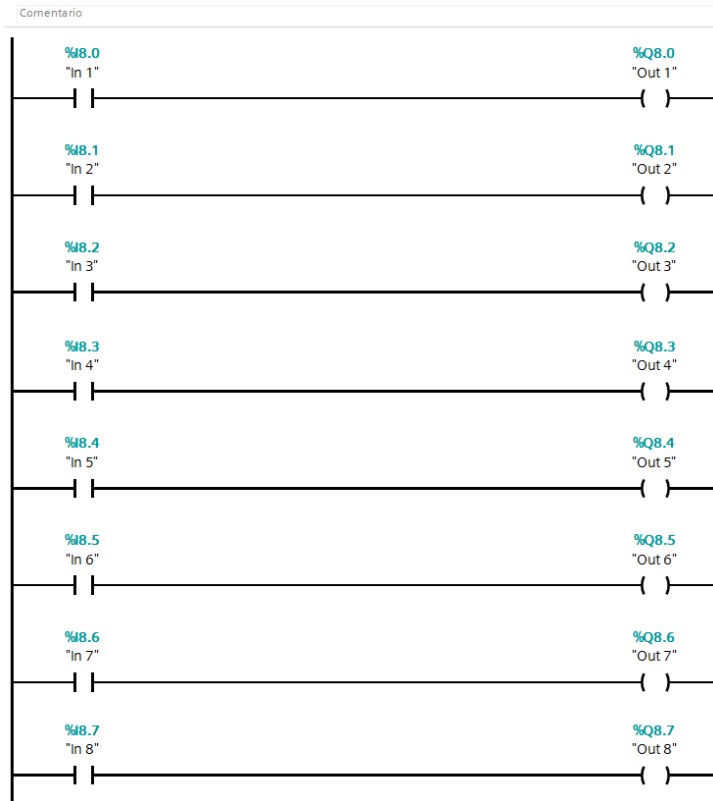 Comentario
%I8.0 %Q8.0
"In 1" "Out 1"
%I8.1 %Q8.1
"In 2" "Out 2"
%I8.2 %Q8.2
"In 3" "Out 3"
%I8.3 %Q8.3
"In 4" "Out 4"
%I8.4 %Q8.4
"In 5" "Out 5"
%I8.5 %Q8.5
"In 6" "Out 6"
%I8.6 %Q8.6
"In 7" "Out 7"
%I8.7 %Q8.7
"In 8" "Out 8"